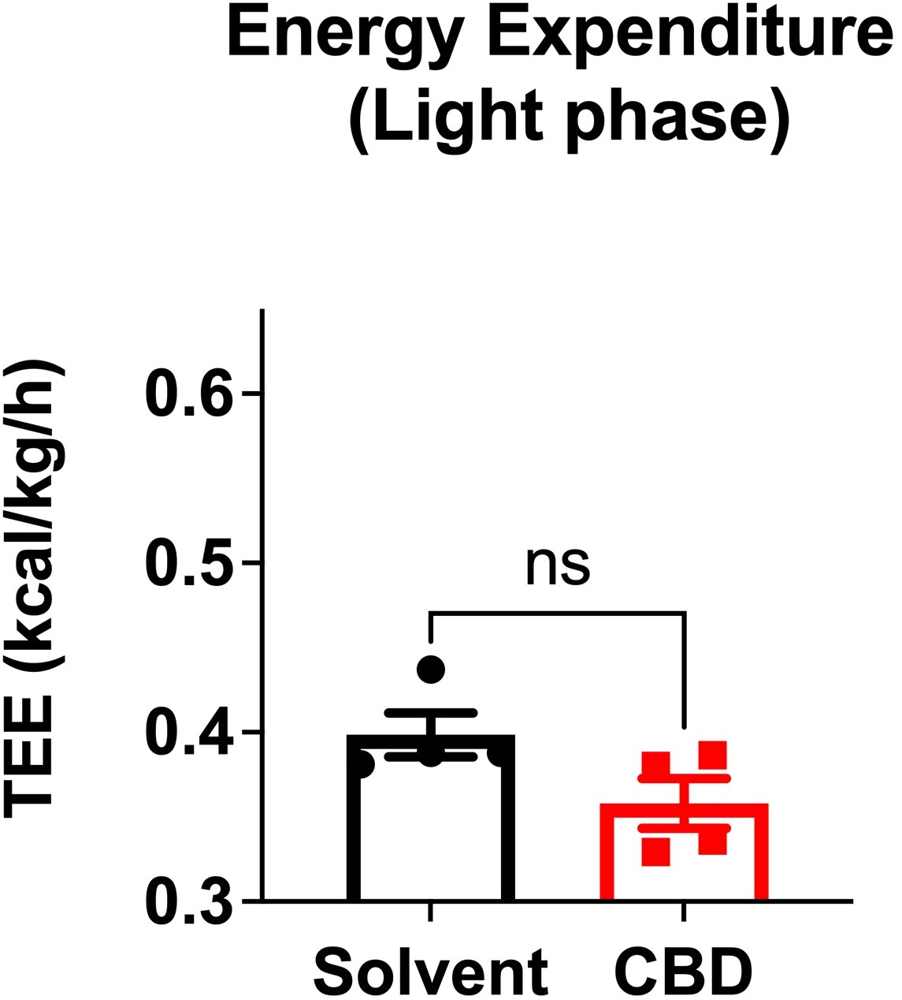 Energy Expenditure
(Light phase)
TEE (kcal/kg/h)
0.6
0.5
0.4
0.3
ns
Solvent CBD